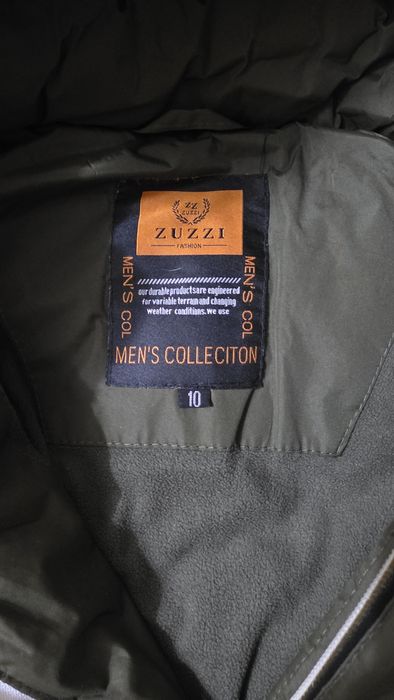 ZZ
ZUZZI
ZUZZI
FASHION
MEN'S COL
MEN'S COL
our durable productsare engineered
for variable terrain and changing
weather conditions. we use
MEN'S COLLECITON
10